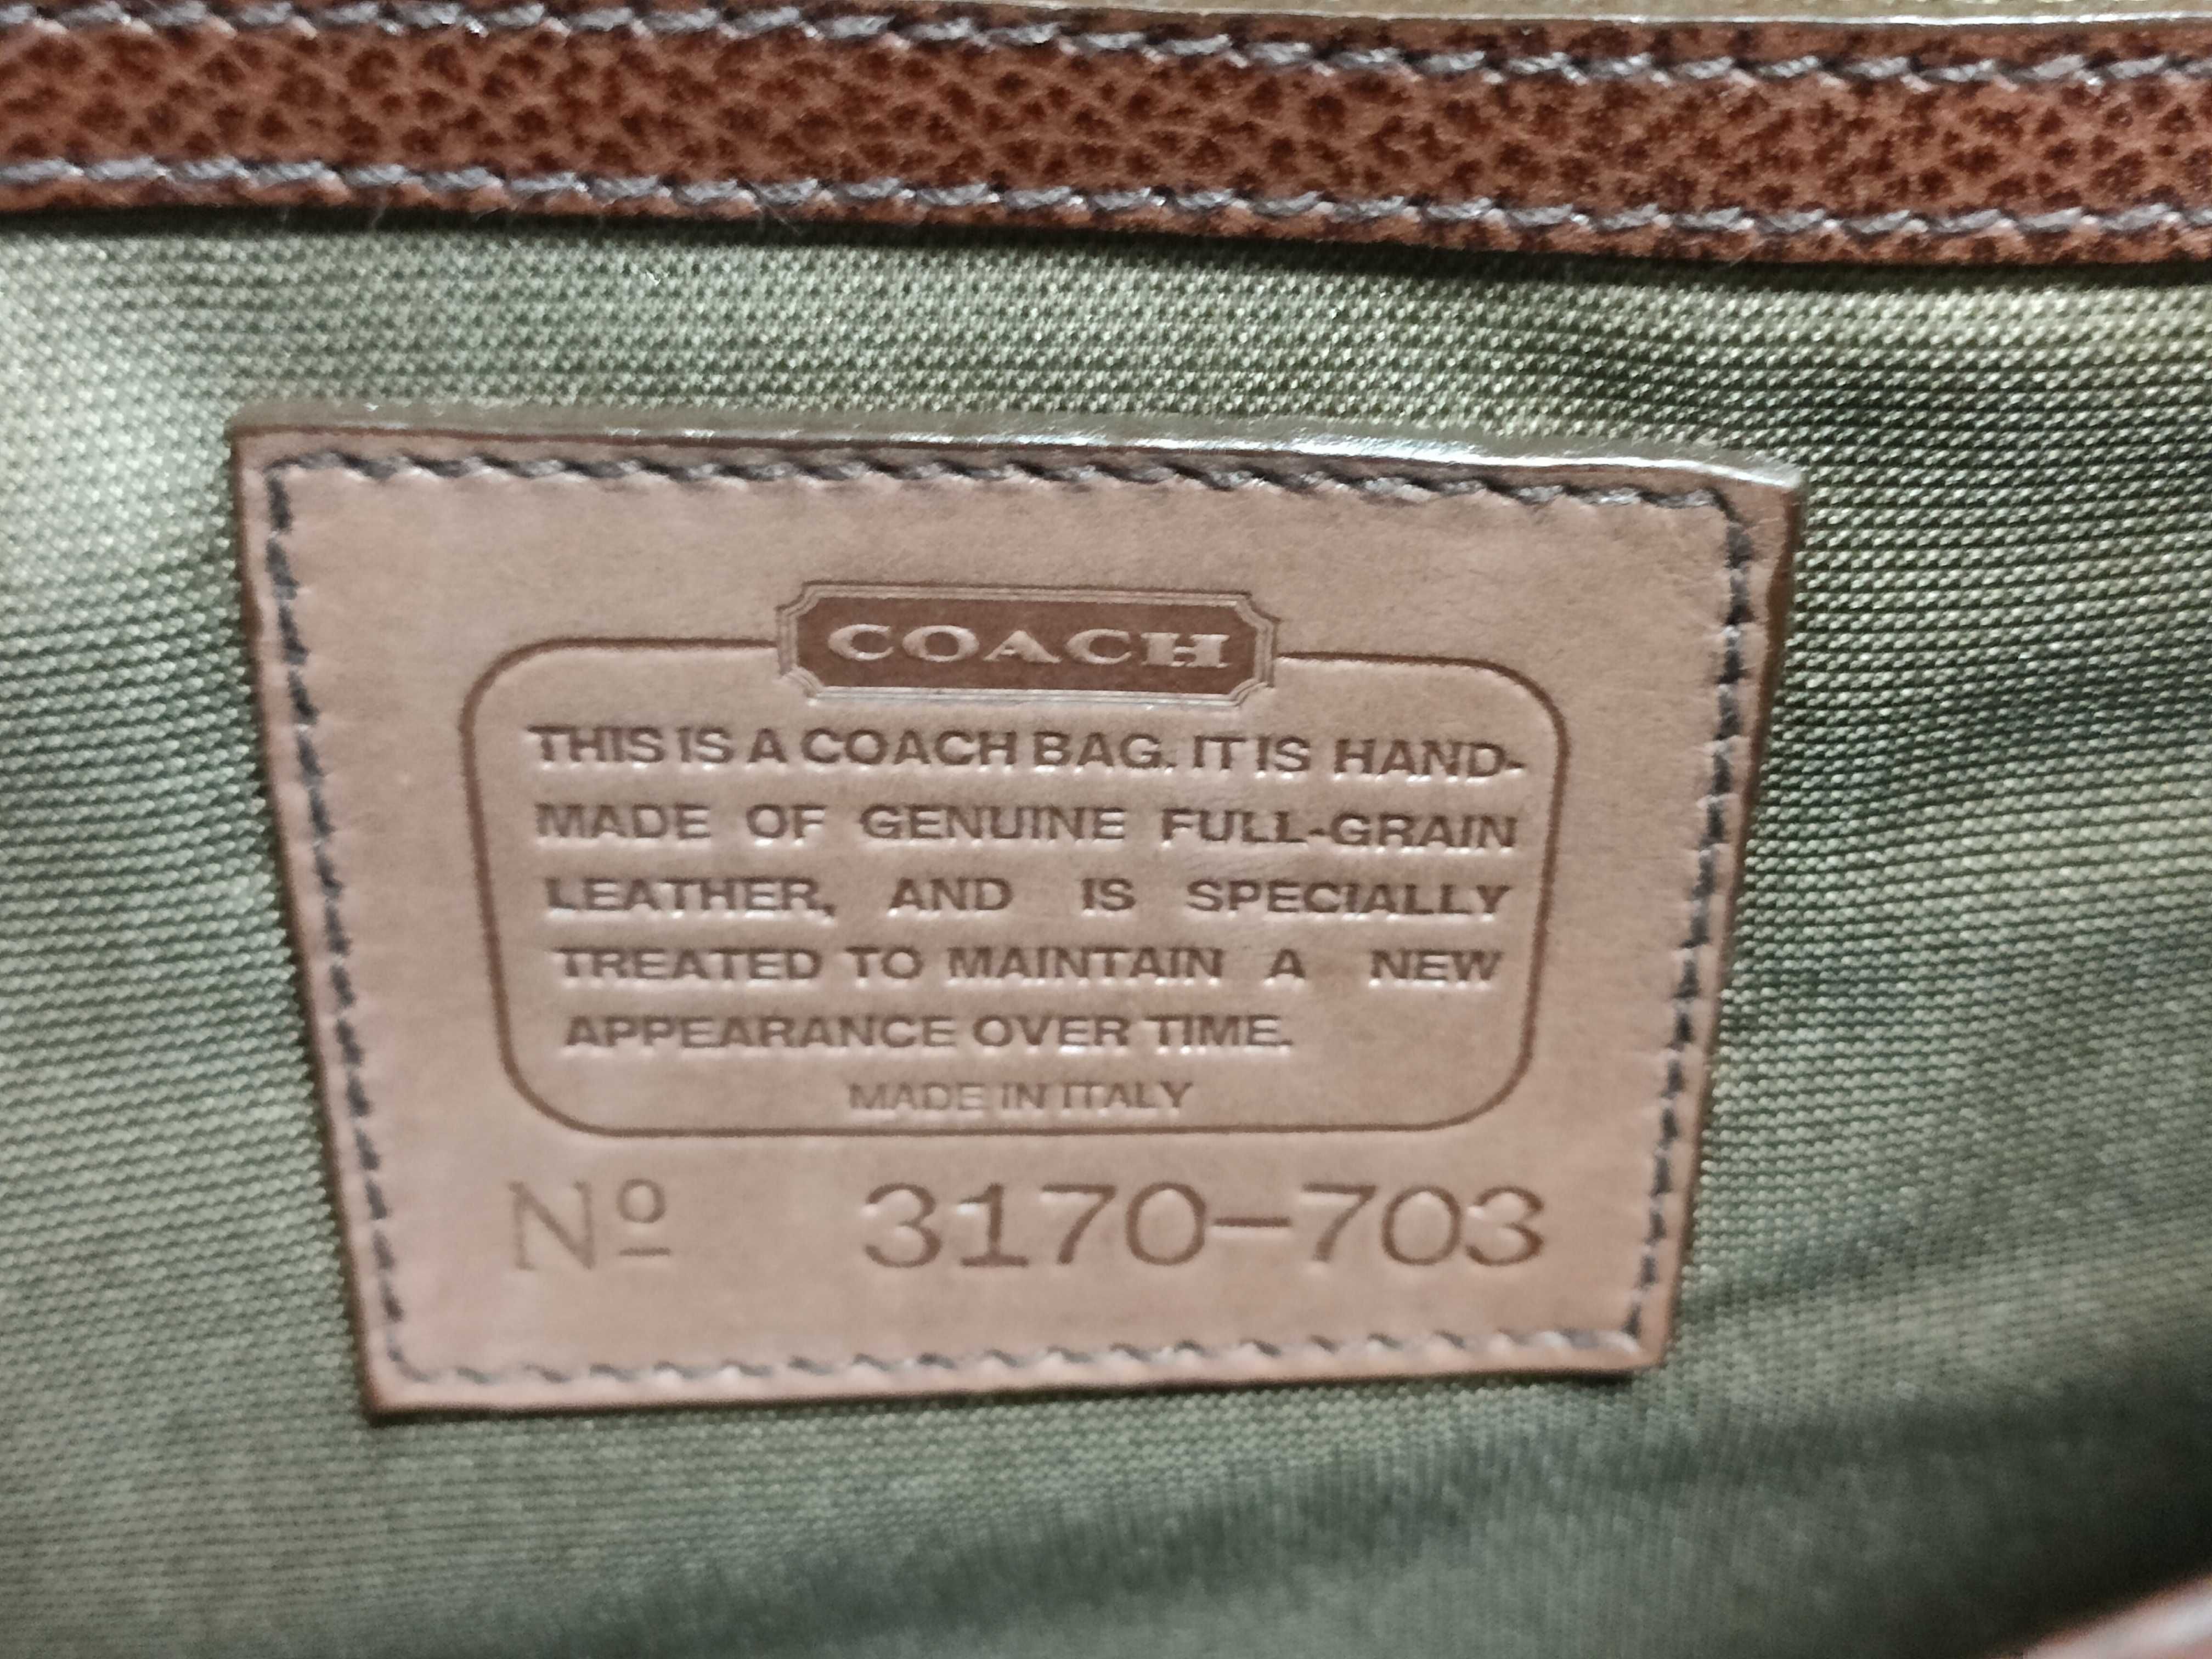 COACH
THIS IS A COACH BAG. IT IS HAND-
MADE OF GENUINE FULL-GRAIN
LEATHER, AND IS SPECIALLY
TREATED TO MAINTAIN A NEW
APPEARANCE OVER TIME.
MADE IN ITALY
Nº 3170-703